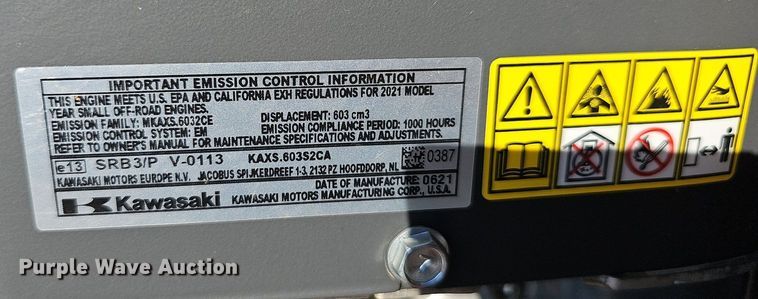 IMPORTANT EMISSION CONTROL INFORMATION
THIS ENGINE MEETS U.S. EPA AND CALIFORNIA EXH REGULATIONS FOR 2021 MODEL
YEAR SMALL OFF-ROAD ENGINES.
EMISSION FAMILY: MKAXS.6032CE DISPLACEMENT: 603 cm3
EMISSION CONTROL SYSTEM: EM EMISSION COMPLIANCE PERIOD: 1000 HOURS
REFER TO OWNER'S MANUAL FOR MAINTENANCE SPECIFICATIONS AND ADJUSTMENTS.
e13 SRB3/P V-0113 KAXS.603S2CA 0387
KAWASAKI MOTORS EUROPE N.V. JACOBUS SPIJKERDREEF 1-3, 2132 PZ HOOFDDORP, NL
DATE OF MANUFACTURE: 0621
Kawasaki KAWASAKI MOTORS MANUFACTURING CORP., U.S.A.
Purple Wave Auction